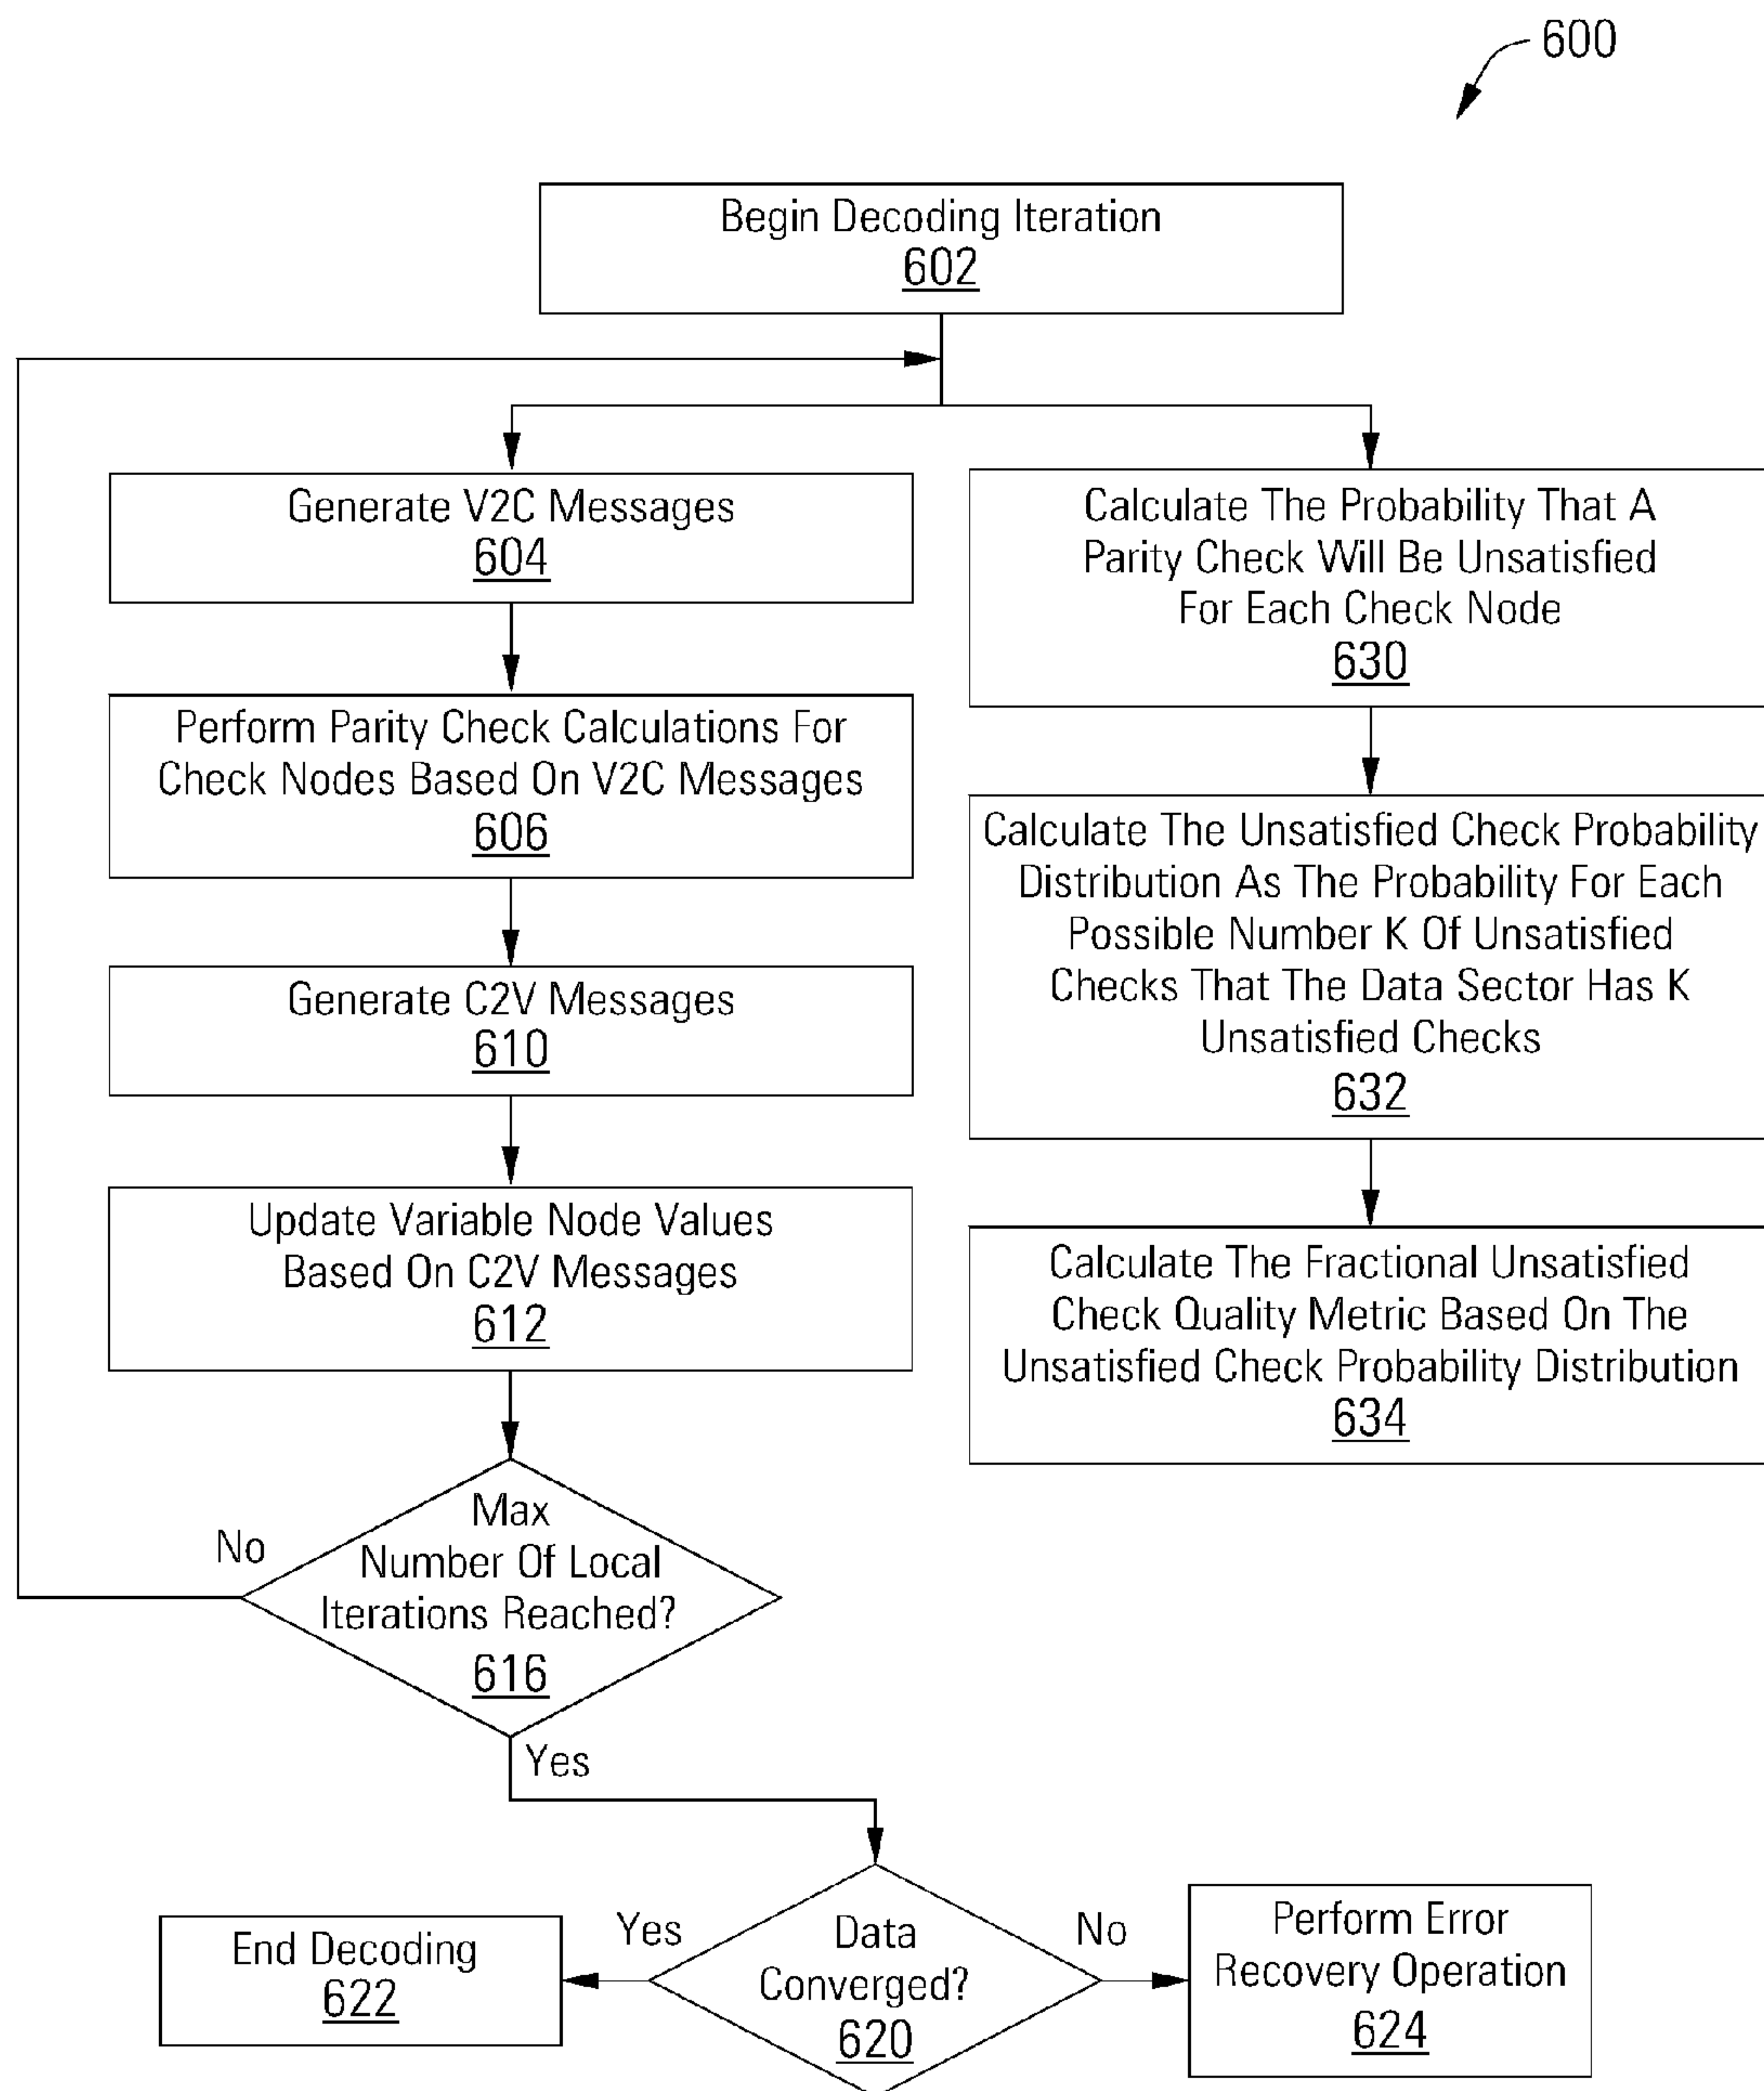 600
Begin Decoding Iteration
602
Generate V2C Messages
604
Perform Parity Check Calculations For
Check Nodes Based On V2C Messages
606
Generate C2V Messages
610
Update Variable Node Values
Based On C2V Messages
612
Max
Number Of Local
Iterations Reached?
616
No
Yes
Calculate The Probability That A
Parity Check Will Be Unsatisfied
For Each Check Node
630
Calculate The Unsatisfied Check Probability
Distribution As The Probability For Each
Possible Number K Of Unsatisfied
Checks That The Data Sector Has K
Unsatisfied Checks
632
Calculate The Fractional Unsatisfied
Check Quality Metric Based On The
Unsatisfied Check Probability Distribution
634
Data
Converged?
620
Yes
No
End Decoding
622
Perform Error
Recovery Operation
624